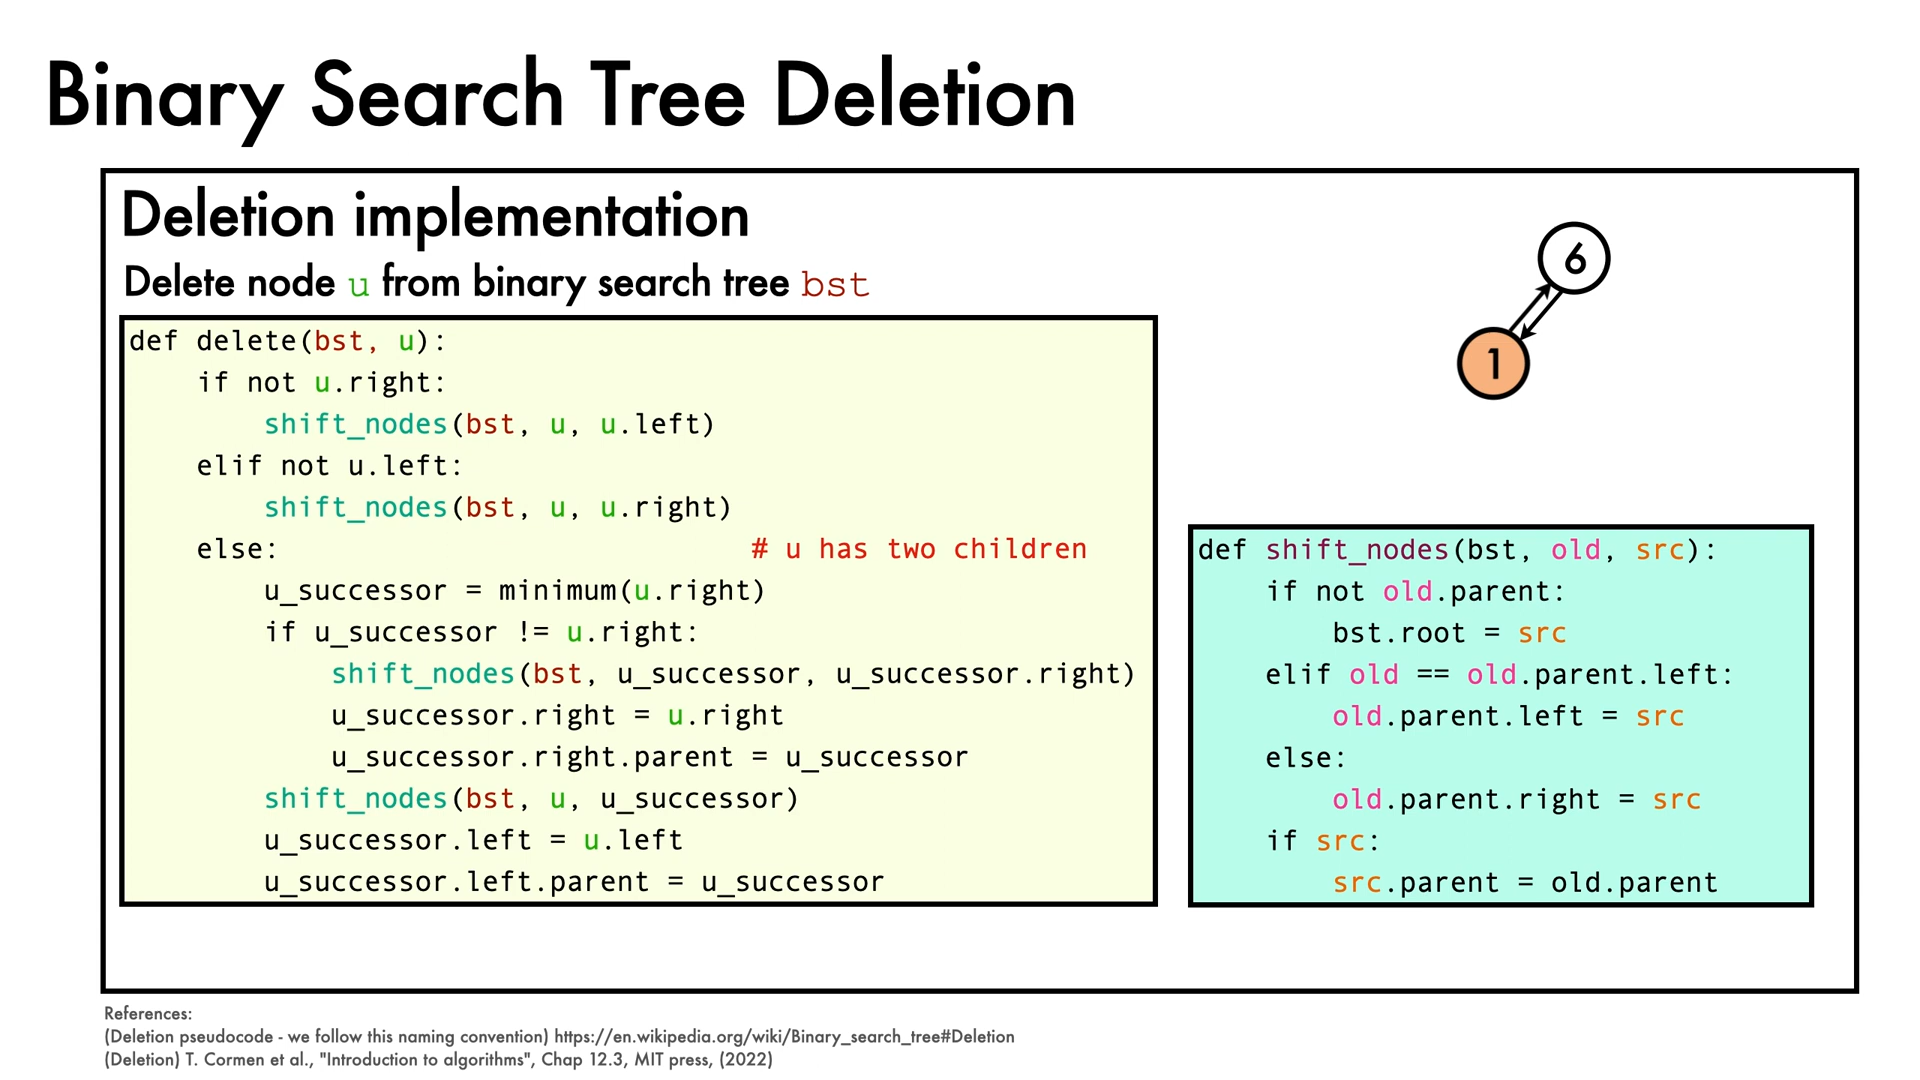 Binary Search Tree Deletion
Deletion implementation
Delete node u from binary search tree bst
def delete(bst, u):
    if not u.right:
        shift_nodes(bst, u, u.left)
    elif not u.left:
        shift_nodes(bst, u, u.right)
    else: # u has two children
        u_successor = minimum(u.right)
        if u_successor != u.right:
            shift_nodes(bst, u_successor, u_successor.right)
            u_successor.right = u.right
            u_successor.right.parent = u_successor
        shift_nodes(bst, u, u_successor)
        u_successor.left = u.left
        u_successor.left.parent = u_successor
6
1
def shift_nodes(bst, old, src):
    if not old.parent:
        bst.root = src
    elif old == old.parent.left:
        old.parent.left = src
    else:
        old.parent.right = src
    if src:
        src.parent = old.parent
References:
(Deletion pseudocode - we follow this naming convention) https://en.wikipedia.org/wiki/Binary_search_tree#Deletion
(Deletion) T. Cormen et al., "Introduction to algorithms", Chap 12.3, MIT press, (2022)